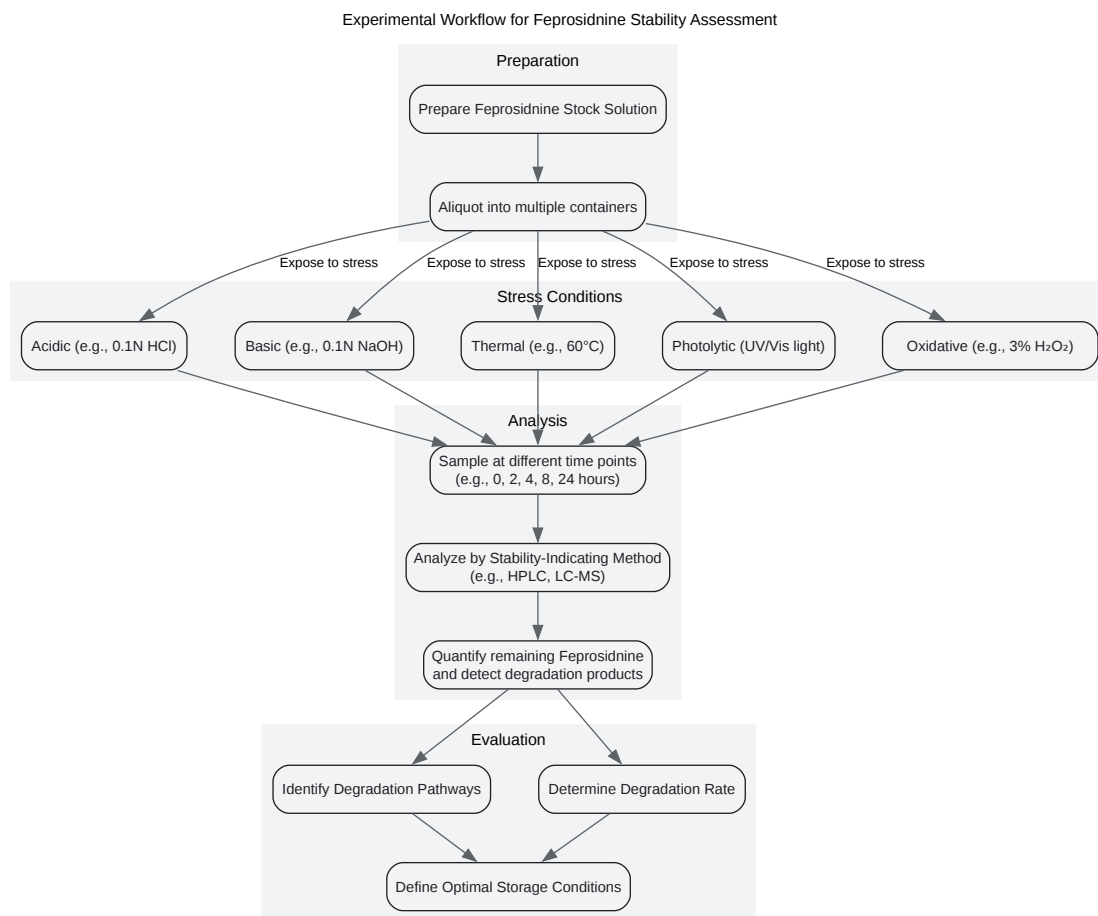 Experimental Workflow for Feprosidnine Stability Assessment
Preparation
Prepare Feprosidnine Stock Solution
Aliquot into multiple containers
Expose to stress
Expose to stress
Expose to stress
Expose to stress
Expose to stress
Stress Conditions
Acidic (e.g., 0.1N HCl)
Basic (e.g., 0.1N NaOH)
Thermal (e.g., 60°C)
Photolytic (UV/Vis light)
Oxidative (e.g., 3% H₂O₂)
Analysis
Sample at different time points
(e.g., 0, 2, 4, 8, 24 hours)
Analyze by Stability-Indicating Method
(e.g., HPLC, LC-MS)
Quantify remaining Feprosidnine
and detect degradation products
Evaluation
Identify Degradation Pathways
Determine Degradation Rate
Define Optimal Storage Conditions